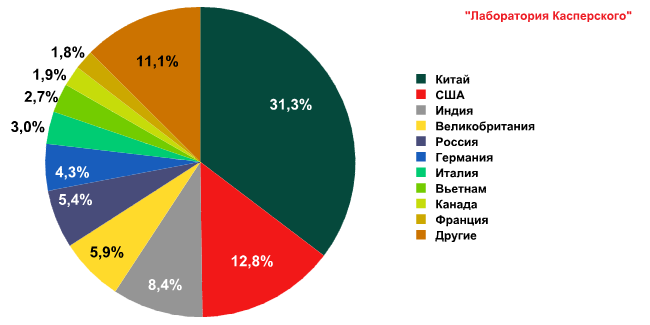 "Лаборатория Касперского"
1,8%
11,1%
1,9%
2,7%
3,0%
4,3%
5,4%
5,9%
8,4%
12,8%
31,3%
Китай
США
Индия
Великобритания
Россия
Германия
Италия
Вьетнам
Канада
Франция
Другие